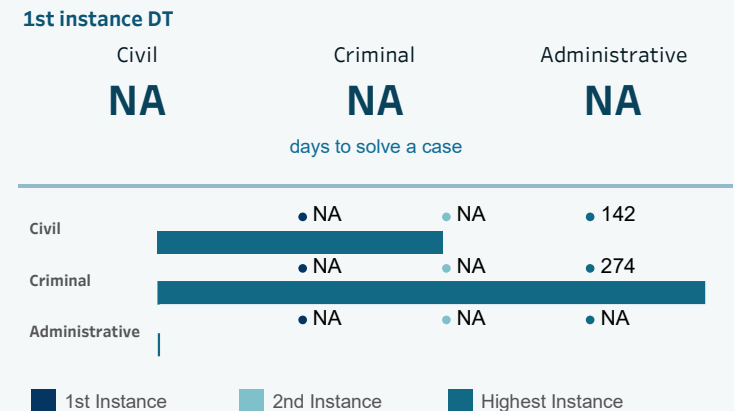 1st instance DT
Civil Criminal Administrative
NA NA NA
days to solve a case
Civil NA NA 142
Criminal NA NA 274
Administrative NA NA NA
1st Instance 2nd Instance Highest Instance